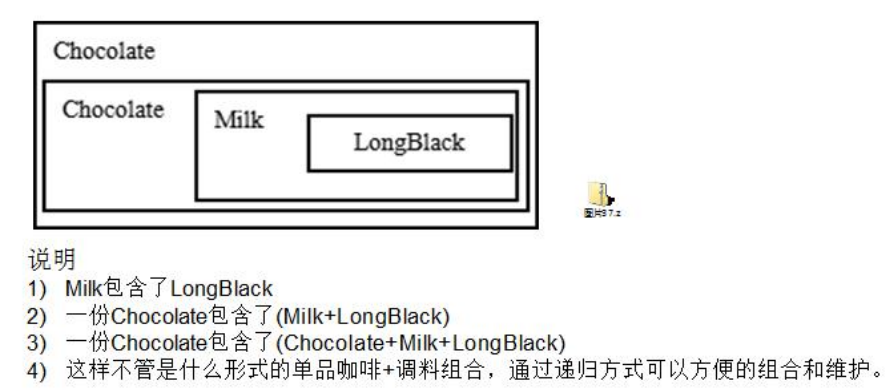 Chocolate
Chocolate
Milk
LongBlack
图片37.z
说明
1) Milk包含了LongBlack
2) 一份Chocolate包含了(Milk+LongBlack)
3) 一份Chocolate包含了(Chocolate+Milk+LongBlack)
4) 这样不管是什么形式的单品咖啡+调料组合，通过递归方式可以方便的组合和维护。